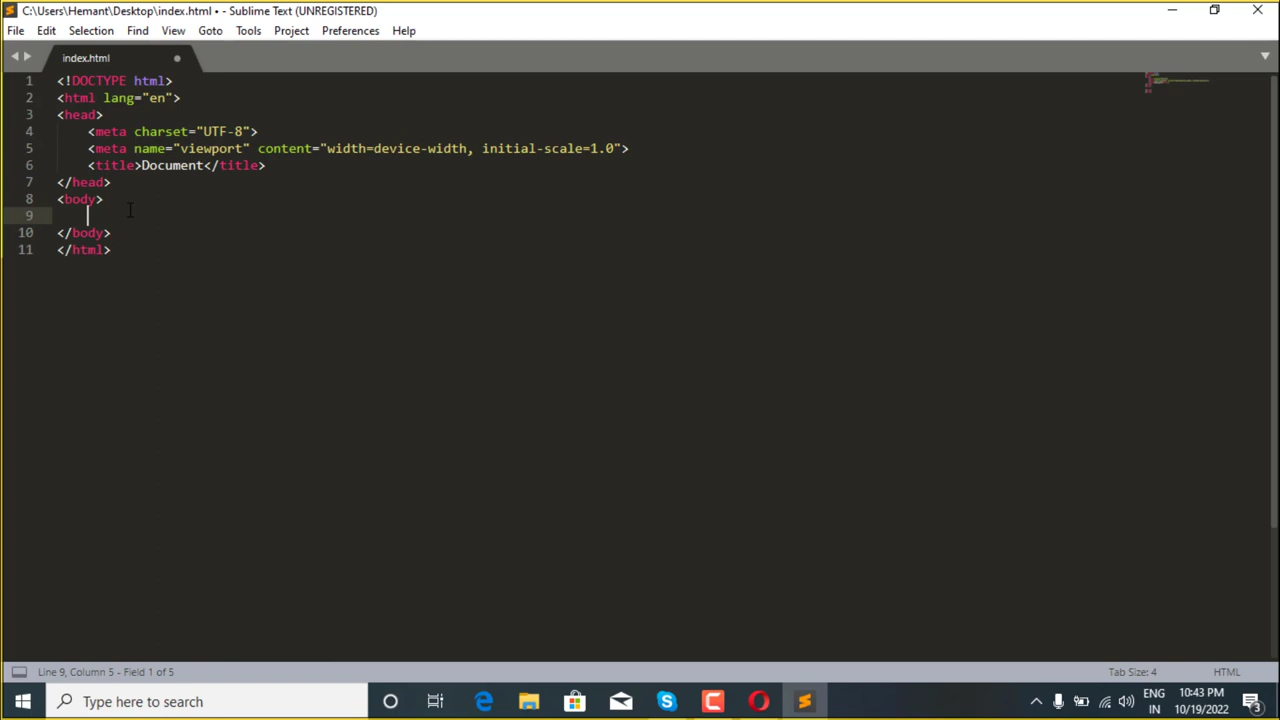 C:\Users\Hemant\Desktop\index.html • - Sublime Text (UNREGISTERED)
File Edit Selection Find View Goto Tools Project Preferences Help
index.html
1 <!DOCTYPE html>
2 <html lang="en">
3 <head>
4 <meta charset="UTF-8">
5 <meta name="viewport" content="width=device-width, initial-scale=1.0">
6 <title>Document</title>
7 </head>
8 <body>
9
10 </body>
11 </html>
Line 9, Column 5 - Field 1 of 5 Tab Size: 4 HTML
Type here to search
ENG 10:43 PM
IN 10/19/2022 3